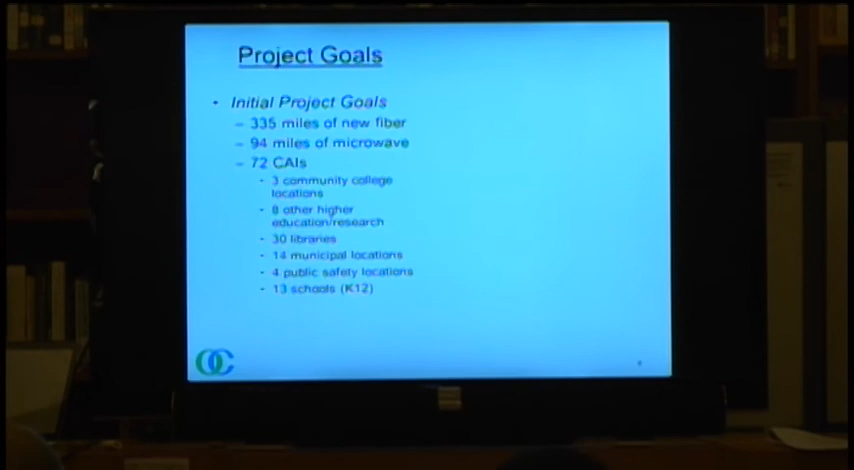 Project Goals
• Initial Project Goals
– 335 miles of new fiber
– 94 miles of microwave
– 72 CAIs
• 3 community college
locations
• 8 other higher
education/research
• 30 libraries
• 14 municipal locations
• 4 public safety locations
• 13 schools (K12)
OC